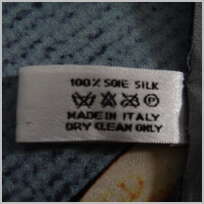 100% SOIE SILK
MADE IN ITALY
DRY CLEAN ONLY